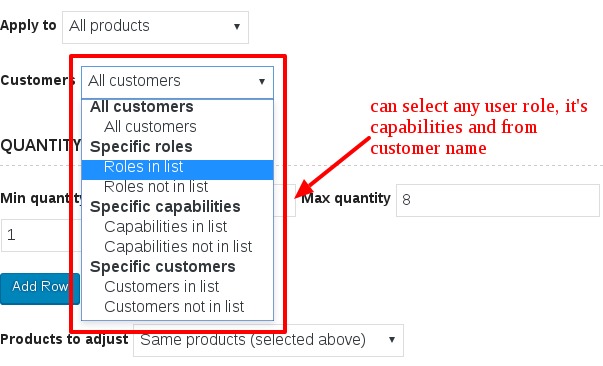 Apply to All products
Customers All customers
All customers
All customers
Specific roles
Roles in list
Roles not in list
Specific capabilities
Capabilities in list
Capabilities not in list
Specific customers
Customers in list
Customers not in list
can select any user role, it's
capabilities and from
customer name
QUANTITY
Min quantity Max quantity 8
1
Add Row
Products to adjust Same products (selected above)